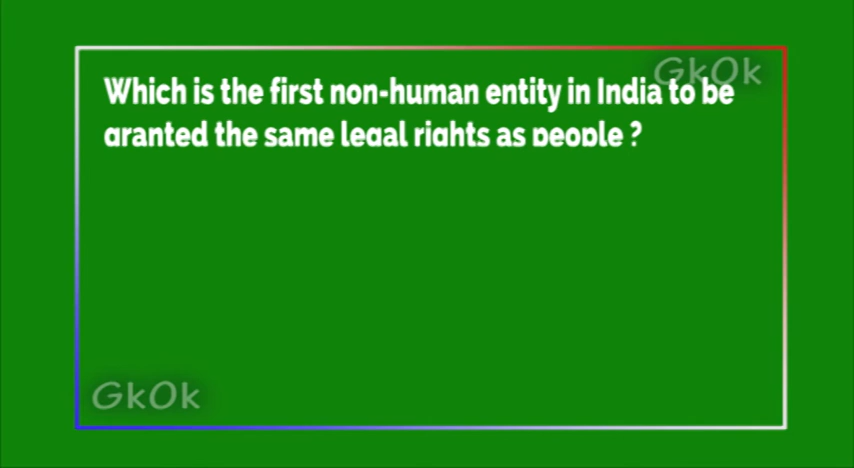 GkOk
Which is the first non-human entity in India to be
granted the same legal rights as people ?
GkOk